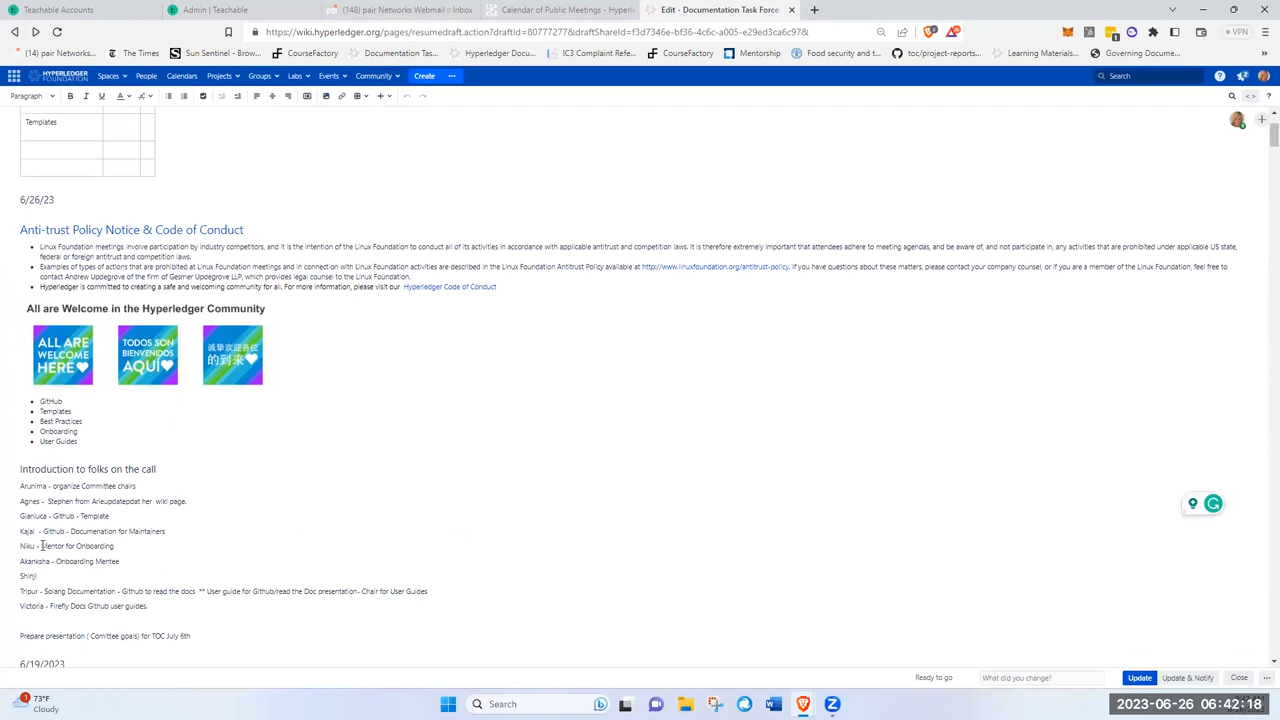 Teachable Accounts
Admin | Teachable
(148) pair Networks Webmail :: Inbox
Calendar of Public Meetings - Hyperle
Edit - Documentation Task Force
https://wiki.hyperledger.org/pages/resumedraft.action?draftId=80777277&draftShareId=f3d7346e-bf36-4c6c-a005-e29ed3ca6c97&
VPN
(14) pair Networks...
The Times
Sun Sentinel - Brow...
CourseFactory
Documentation Tas...
Hyperledger Docu...
IC3 Complaint Refe...
CourseFactory
Mentorship
Food security and t...
toc/project-reports...
Learning Materials...
Governing Docume...
HYPERLEDGER FOUNDATION
Spaces
People
Calendars
Projects
Groups
Labs
Events
Community
Create
Search
Paragraph
Templates
6/26/23
Anti-trust Policy Notice & Code of Conduct
Linux Foundation meetings involve participation by industry competitors, and it is the intention of the Linux Foundation to conduct all of its activities in accordance with applicable antitrust and competition laws. It is therefore extremely important that attendees adhere to meeting agendas, and be aware of, and not participate in, any activities that are prohibited under applicable US state,
federal or foreign antitrust and competition laws.
Examples of types of actions that are prohibited at Linux Foundation meetings and in connection with Linux Foundation activities are described in the Linux Foundation Antitrust Policy available at http://www.linuxfoundation.org/antitrust-policy. If you have questions about these matters, please contact your company counsel, or if you are a member of the Linux Foundation, feel free to
contact Andrew Updegrove of the firm of Gesmer Updegrove LLP, which provides legal counsel to the Linux Foundation.
Hyperledger is committed to creating a safe and welcoming community for all. For more information, please visit our Hyperledger Code of Conduct
All are Welcome in the Hyperledger Community
ALL ARE
WELCOME
HERE
TODOS SON
BIENVENIDOS
AQUÍ
诚挚欢迎各位
的到来
GitHub
Templates
Best Practices
Onboarding
User Guides
Introduction to folks on the call
Arunima - organize Committee chairs
Agnes - Stephen from Arieupdatepdat her wiki page.
Gianluca - Github - Template
Kajal - Github - Documenation for Maintainers
Niku - Mentor for Onboarding
Akanksha - Onboarding Mentee
Shinji
Tripur - Solang Documentation - Github to read the docs ** User guide for Github/read the Doc presentation- Chair for User Guides
Victoria - Firefly Docs Github user guides.
Prepare presentation ( Comittee goals) for TOC July 6th
6/19/2023
Ready to go
What did you change?
Update
Update & Notify
Close
1
73°F
Cloudy
Search
2023-06-26 06:42:18